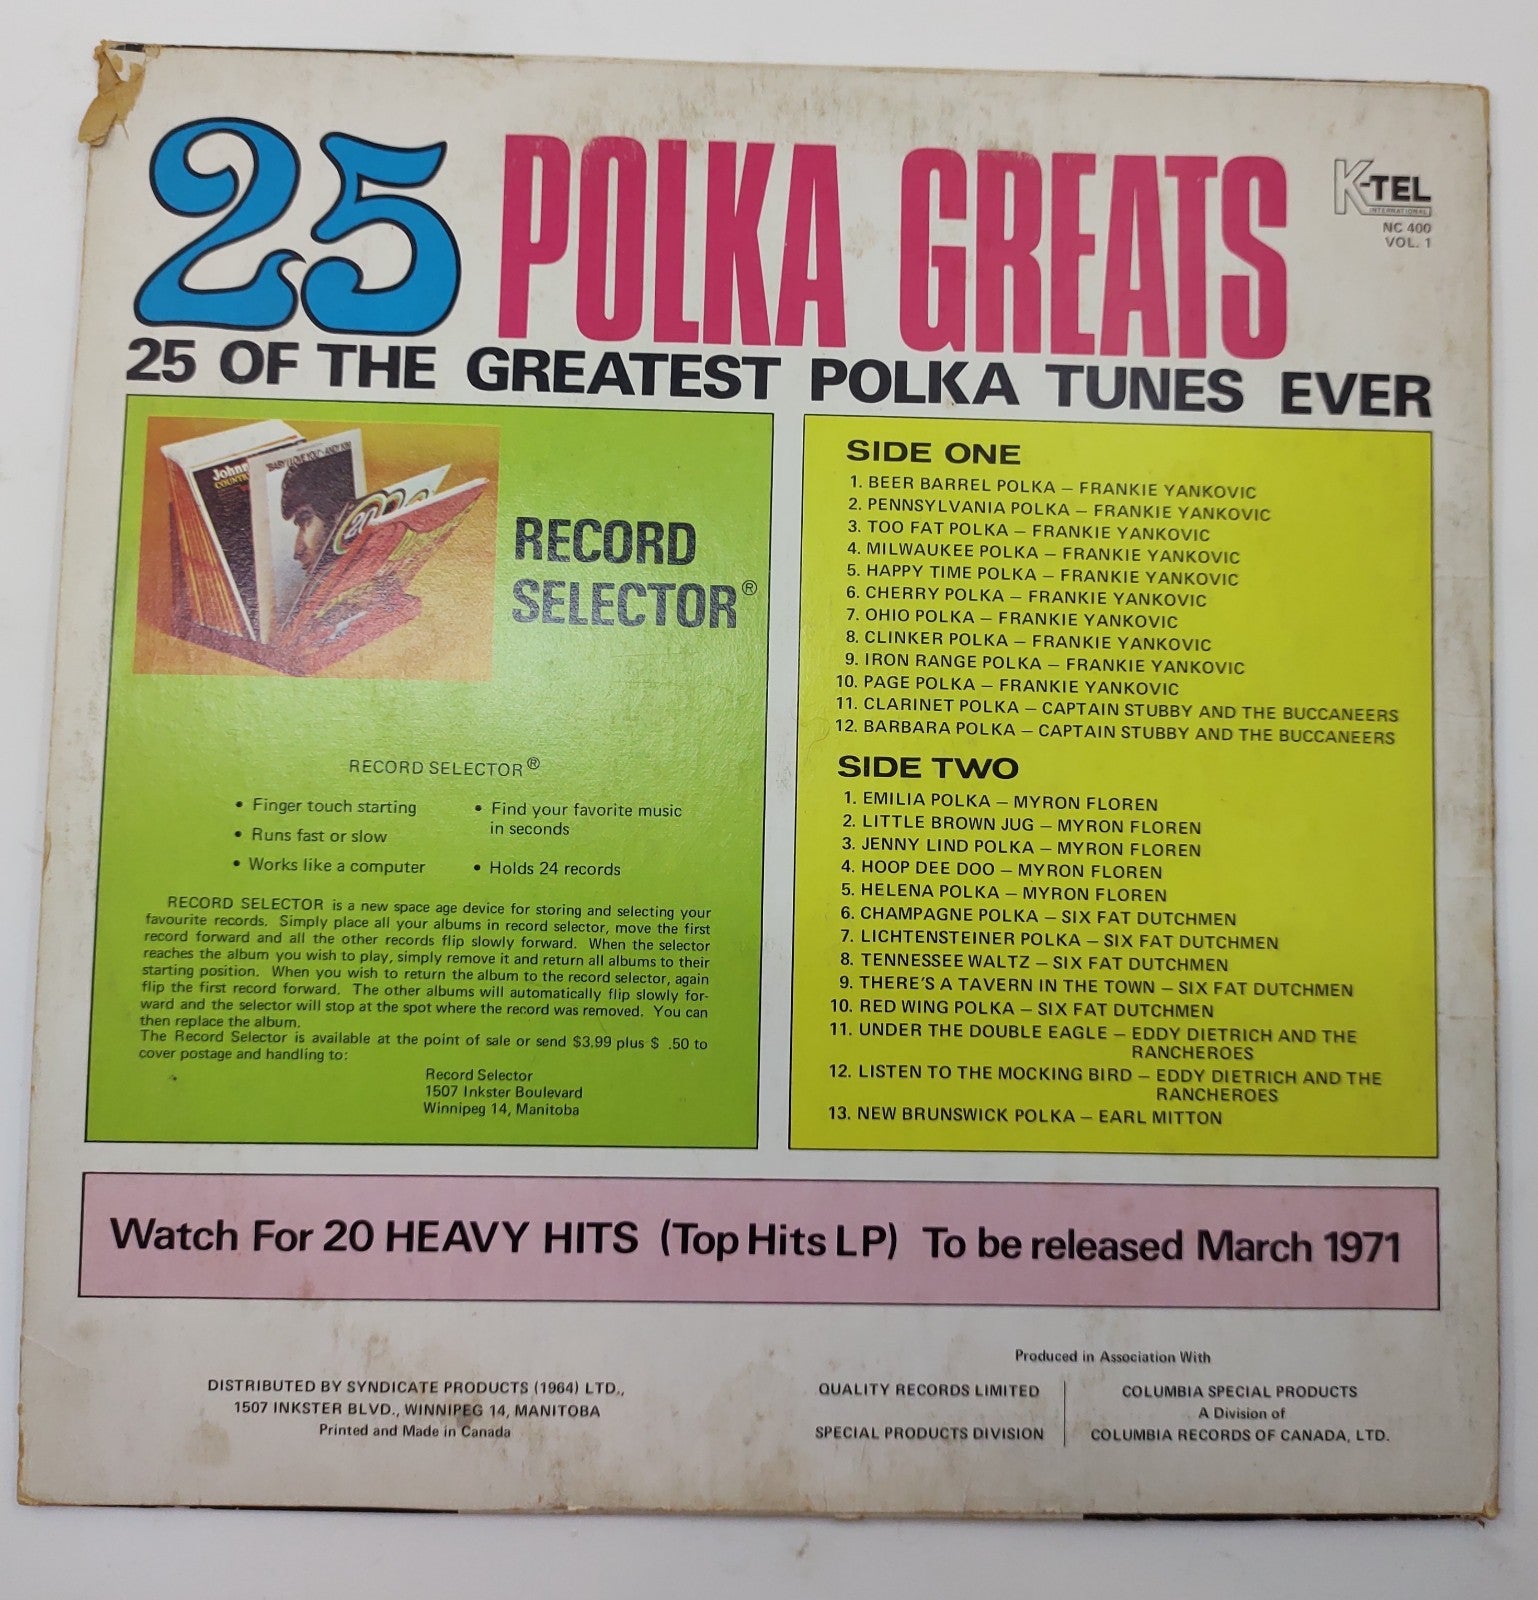 25 POLKA GREATS
K-TEL
INTERNATIONAL
NC 400
VOL. 1
25 OF THE GREATEST POLKA TUNES EVER
RECORD
SELECTOR®
RECORD SELECTOR®
• Finger touch starting
• Runs fast or slow
• Works like a computer
• Find your favorite music
in seconds
• Holds 24 records
RECORD SELECTOR is a new space age device for storing and selecting your
favourite records. Simply place all your albums in record selector, move the first
record forward and all the other records flip slowly forward. When the selector
reaches the album you wish to play, simply remove it and return all albums to their
starting position. When you wish to return the album to the record selector, again
flip the first record forward. The other albums will automatically flip slowly for-
ward and the selector will stop at the spot where the record was removed. You can
then replace the album.
The Record Selector is available at the point of sale or send $3.99 plus $ .50 to
cover postage and handling to:
Record Selector
1507 Inkster Boulevard
Winnipeg 14, Manitoba
SIDE ONE
1. BEER BARREL POLKA – FRANKIE YANKOVIC
2. PENNSYLVANIA POLKA – FRANKIE YANKOVIC
3. TOO FAT POLKA – FRANKIE YANKOVIC
4. MILWAUKEE POLKA – FRANKIE YANKOVIC
5. HAPPY TIME POLKA – FRANKIE YANKOVIC
6. CHERRY POLKA – FRANKIE YANKOVIC
7. OHIO POLKA – FRANKIE YANKOVIC
8. CLINKER POLKA – FRANKIE YANKOVIC
9. IRON RANGE POLKA – FRANKIE YANKOVIC
10. PAGE POLKA – FRANKIE YANKOVIC
11. CLARINET POLKA – CAPTAIN STUBBY AND THE BUCCANEERS
12. BARBARA POLKA – CAPTAIN STUBBY AND THE BUCCANEERS
SIDE TWO
1. EMILIA POLKA – MYRON FLOREN
2. LITTLE BROWN JUG – MYRON FLOREN
3. JENNY LIND POLKA – MYRON FLOREN
4. HOOP DEE DOO – MYRON FLOREN
5. HELENA POLKA – MYRON FLOREN
6. CHAMPAGNE POLKA – SIX FAT DUTCHMEN
7. LICHTENSTEINER POLKA – SIX FAT DUTCHMEN
8. TENNESSEE WALTZ – SIX FAT DUTCHMEN
9. THERE'S A TAVERN IN THE TOWN – SIX FAT DUTCHMEN
10. RED WING POLKA – SIX FAT DUTCHMEN
11. UNDER THE DOUBLE EAGLE – EDDY DIETRICH AND THE
RANCHEROES
12. LISTEN TO THE MOCKING BIRD – EDDY DIETRICH AND THE
RANCHEROES
13. NEW BRUNSWICK POLKA – EARL MITTON
Watch For 20 HEAVY HITS (Top Hits LP) To be released March 1971
DISTRIBUTED BY SYNDICATE PRODUCTS (1964) LTD.,
1507 INKSTER BLVD., WINNIPEG 14, MANITOBA
Printed and Made in Canada
Produced in Association With
QUALITY RECORDS LIMITED
SPECIAL PRODUCTS DIVISION
COLUMBIA SPECIAL PRODUCTS
A Division of
COLUMBIA RECORDS OF CANADA, LTD.